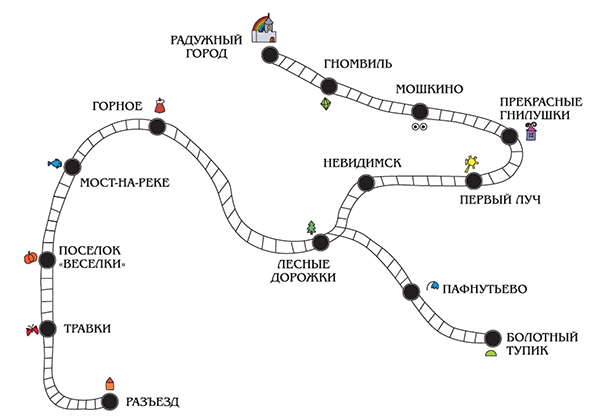 РАДУЖНЫЙ
ГОРОД
ГНОМВИЛЬ
МОШКИНО
ПРЕКРАСНЫЕ
ГНИЛУШКИ
ГОРНОЕ
НЕВИДИМСК
ПЕРВЫЙ ЛУЧ
МОСТ-НА-РЕКЕ
ПОСЕЛОК
«ВЕСЕЛКИ»
ЛЕСНЫЕ
ДОРОЖКИ
ПАФНУТЬЕВО
ТРАВКИ
БОЛОТНЫЙ
ТУПИК
РАЗЪЕЗД